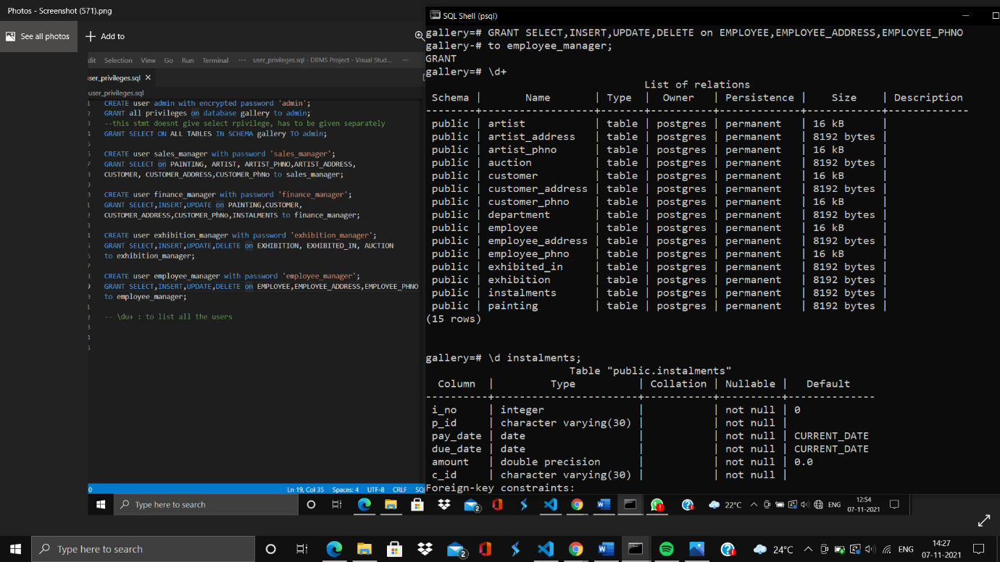 Photos - Screenshot (571).png
See all photos
Add to
dit Selection View Go Run Terminal ··· user_privileges.sql - DBMS Project - Visual Stud...
user_privileges.sql
user_privileges.sql
CREATE user admin with encrypted password 'admin';
GRANT all privileges on database gallery to admin;
--this stmt doesnt give select rpivilege, has to be given separately
GRANT SELECT ON ALL TABLES IN SCHEMA gallery TO admin;
CREATE user sales_manager with password 'sales_manager';
GRANT SELECT on PAINTING, ARTIST, ARTIST_PHNO,ARTIST_ADDRESS,
CUSTOMER, CUSTOMER_ADDRESS,CUSTOMER_PhNo to sales_manager;
CREATE user finance_manager with password 'finance_manager';
GRANT SELECT,INSERT,UPDATE on PAINTING,CUSTOMER,
CUSTOMER_ADDRESS,CUSTOMER_PhNo,INSTALMENTS to finance_manager;
CREATE user exhibition_manager with password 'exhibition_manager';
GRANT SELECT,INSERT,UPDATE,DELETE on EXHIBITION, EXHIBITED_IN, AUCTION
to exhibition_manager;
CREATE user employee_manager with password 'employee_manager';
GRANT SELECT,INSERT,UPDATE,DELETE on EMPLOYEE,EMPLOYEE_ADDRESS,EMPLOYEE_PHNO
to employee_manager;
-- \du+ : to list all the users
Ln 19, Col 35 Spaces: 4 UTF-8 CRLF SQ
SQL Shell (psql)
gallery=# GRANT SELECT,INSERT,UPDATE,DELETE on EMPLOYEE,EMPLOYEE_ADDRESS,EMPLOYEE_PHNO
gallery-# to employee_manager;
GRANT
gallery=# \d+
List of relations
Schema | Name | Type | Owner | Persistence | Size | Description
--------+------------------+-------+----------+-------------+------------+-------------
public | artist | table | postgres | permanent | 16 kB |
public | artist_address | table | postgres | permanent | 8192 bytes |
public | artist_phno | table | postgres | permanent | 16 kB |
public | auction | table | postgres | permanent | 8192 bytes |
public | customer | table | postgres | permanent | 16 kB |
public | customer_address | table | postgres | permanent | 8192 bytes |
public | customer_phno | table | postgres | permanent | 16 kB |
public | department | table | postgres | permanent | 8192 bytes |
public | employee | table | postgres | permanent | 16 kB |
public | employee_address | table | postgres | permanent | 8192 bytes |
public | employee_phno | table | postgres | permanent | 16 kB |
public | exhibited_in | table | postgres | permanent | 8192 bytes |
public | exhibition | table | postgres | permanent | 8192 bytes |
public | instalments | table | postgres | permanent | 8192 bytes |
public | painting | table | postgres | permanent | 8192 bytes |
(15 rows)
gallery=# \d instalments;
Table "public.instalments"
Column | Type | Collation | Nullable | Default
----------+-----------------------+-----------+----------+--------------
i_no | integer | | not null | 0
p_id | character varying(30) | | not null |
pay_date | date | | not null | CURRENT_DATE
due_date | date | | not null | CURRENT_DATE
amount | double precision | | not null | 0.0
c_id | character varying(30) | | not null |
Foreign-key constraints:
Type here to search
2
22°C
ENG
12:54
07-11-2021
Type here to search
2
24°C
ENG
14:27
07-11-2021